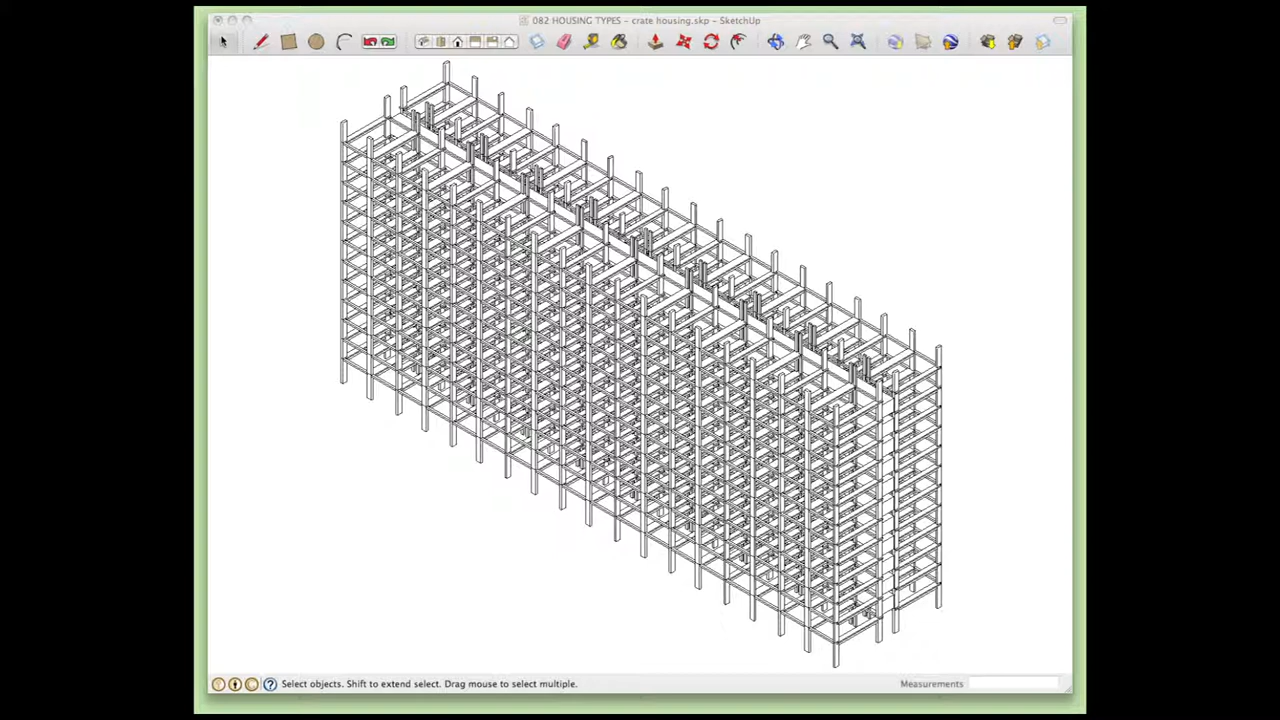 082 HOUSING TYPES – crate housing.skp – SketchUp
Select objects. Shift to extend select. Drag mouse to select multiple.
Measurements